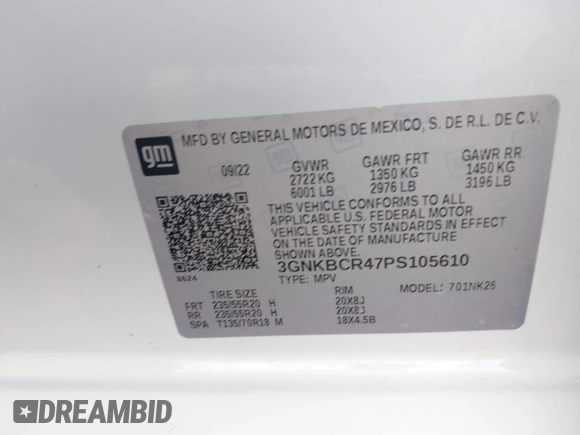 gm
MFD BY GENERAL MOTORS DE MEXICO, S. DE R.L. DE C.V.
09/22 GVWR GAWR FRT GAWR RR
2722 KG 1350 KG 1450 KG
6001 LB 2976 LB 3196 LB
THIS VEHICLE CONFORMS TO ALL
APPLICABLE U.S. FEDERAL MOTOR
VEHICLE SAFETY STANDARDS IN
EFFECT ON THE DATE OF
MANUFACTURE SHOWN ABOVE.
3GNKBCR47PS105610
8624 TYPE: MPV MODEL: 701NK26
TIRE SIZE RIM
FRT 235/55R20 H 20X8J
RR 235/55R20 H 20X8J
SPA T135/70R18 M 18X4.5B
DREAMBID